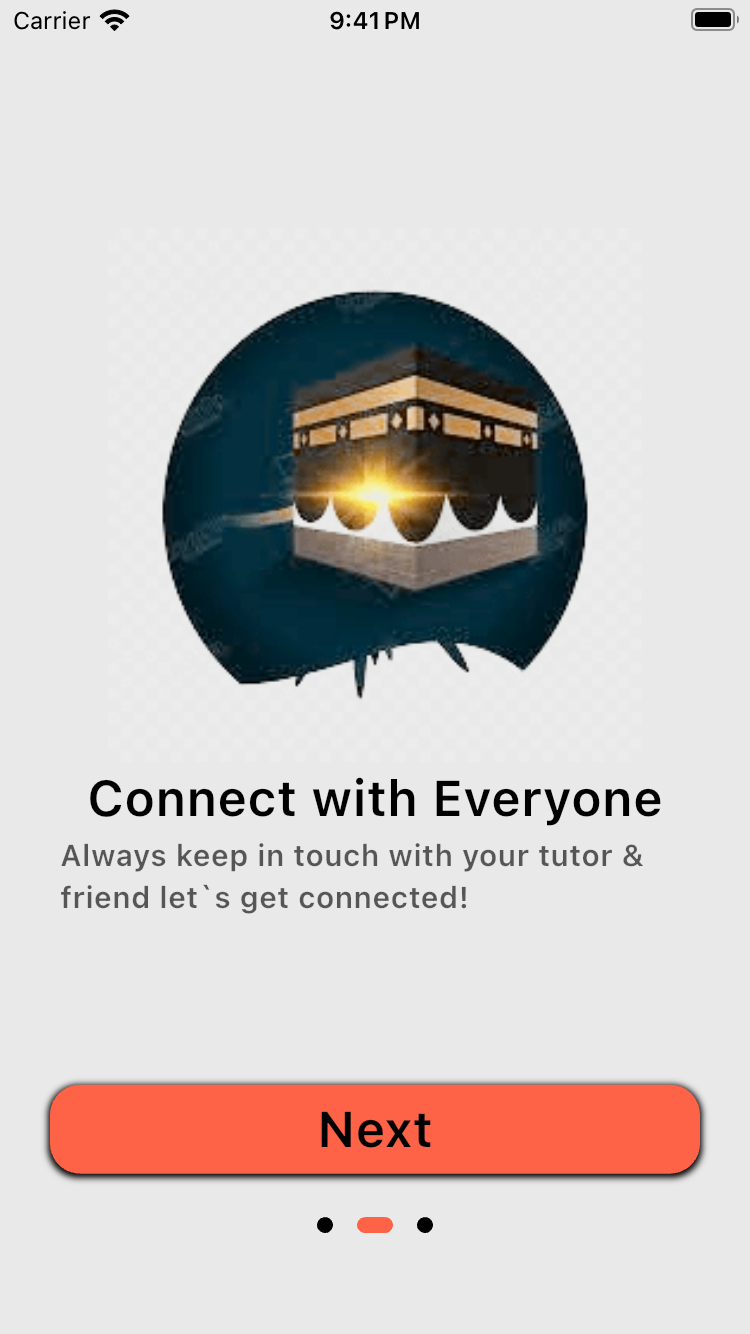 Carrier 9:41 PM
Connect with Everyone
Always keep in touch with your tutor &
friend let`s get connected!
Next